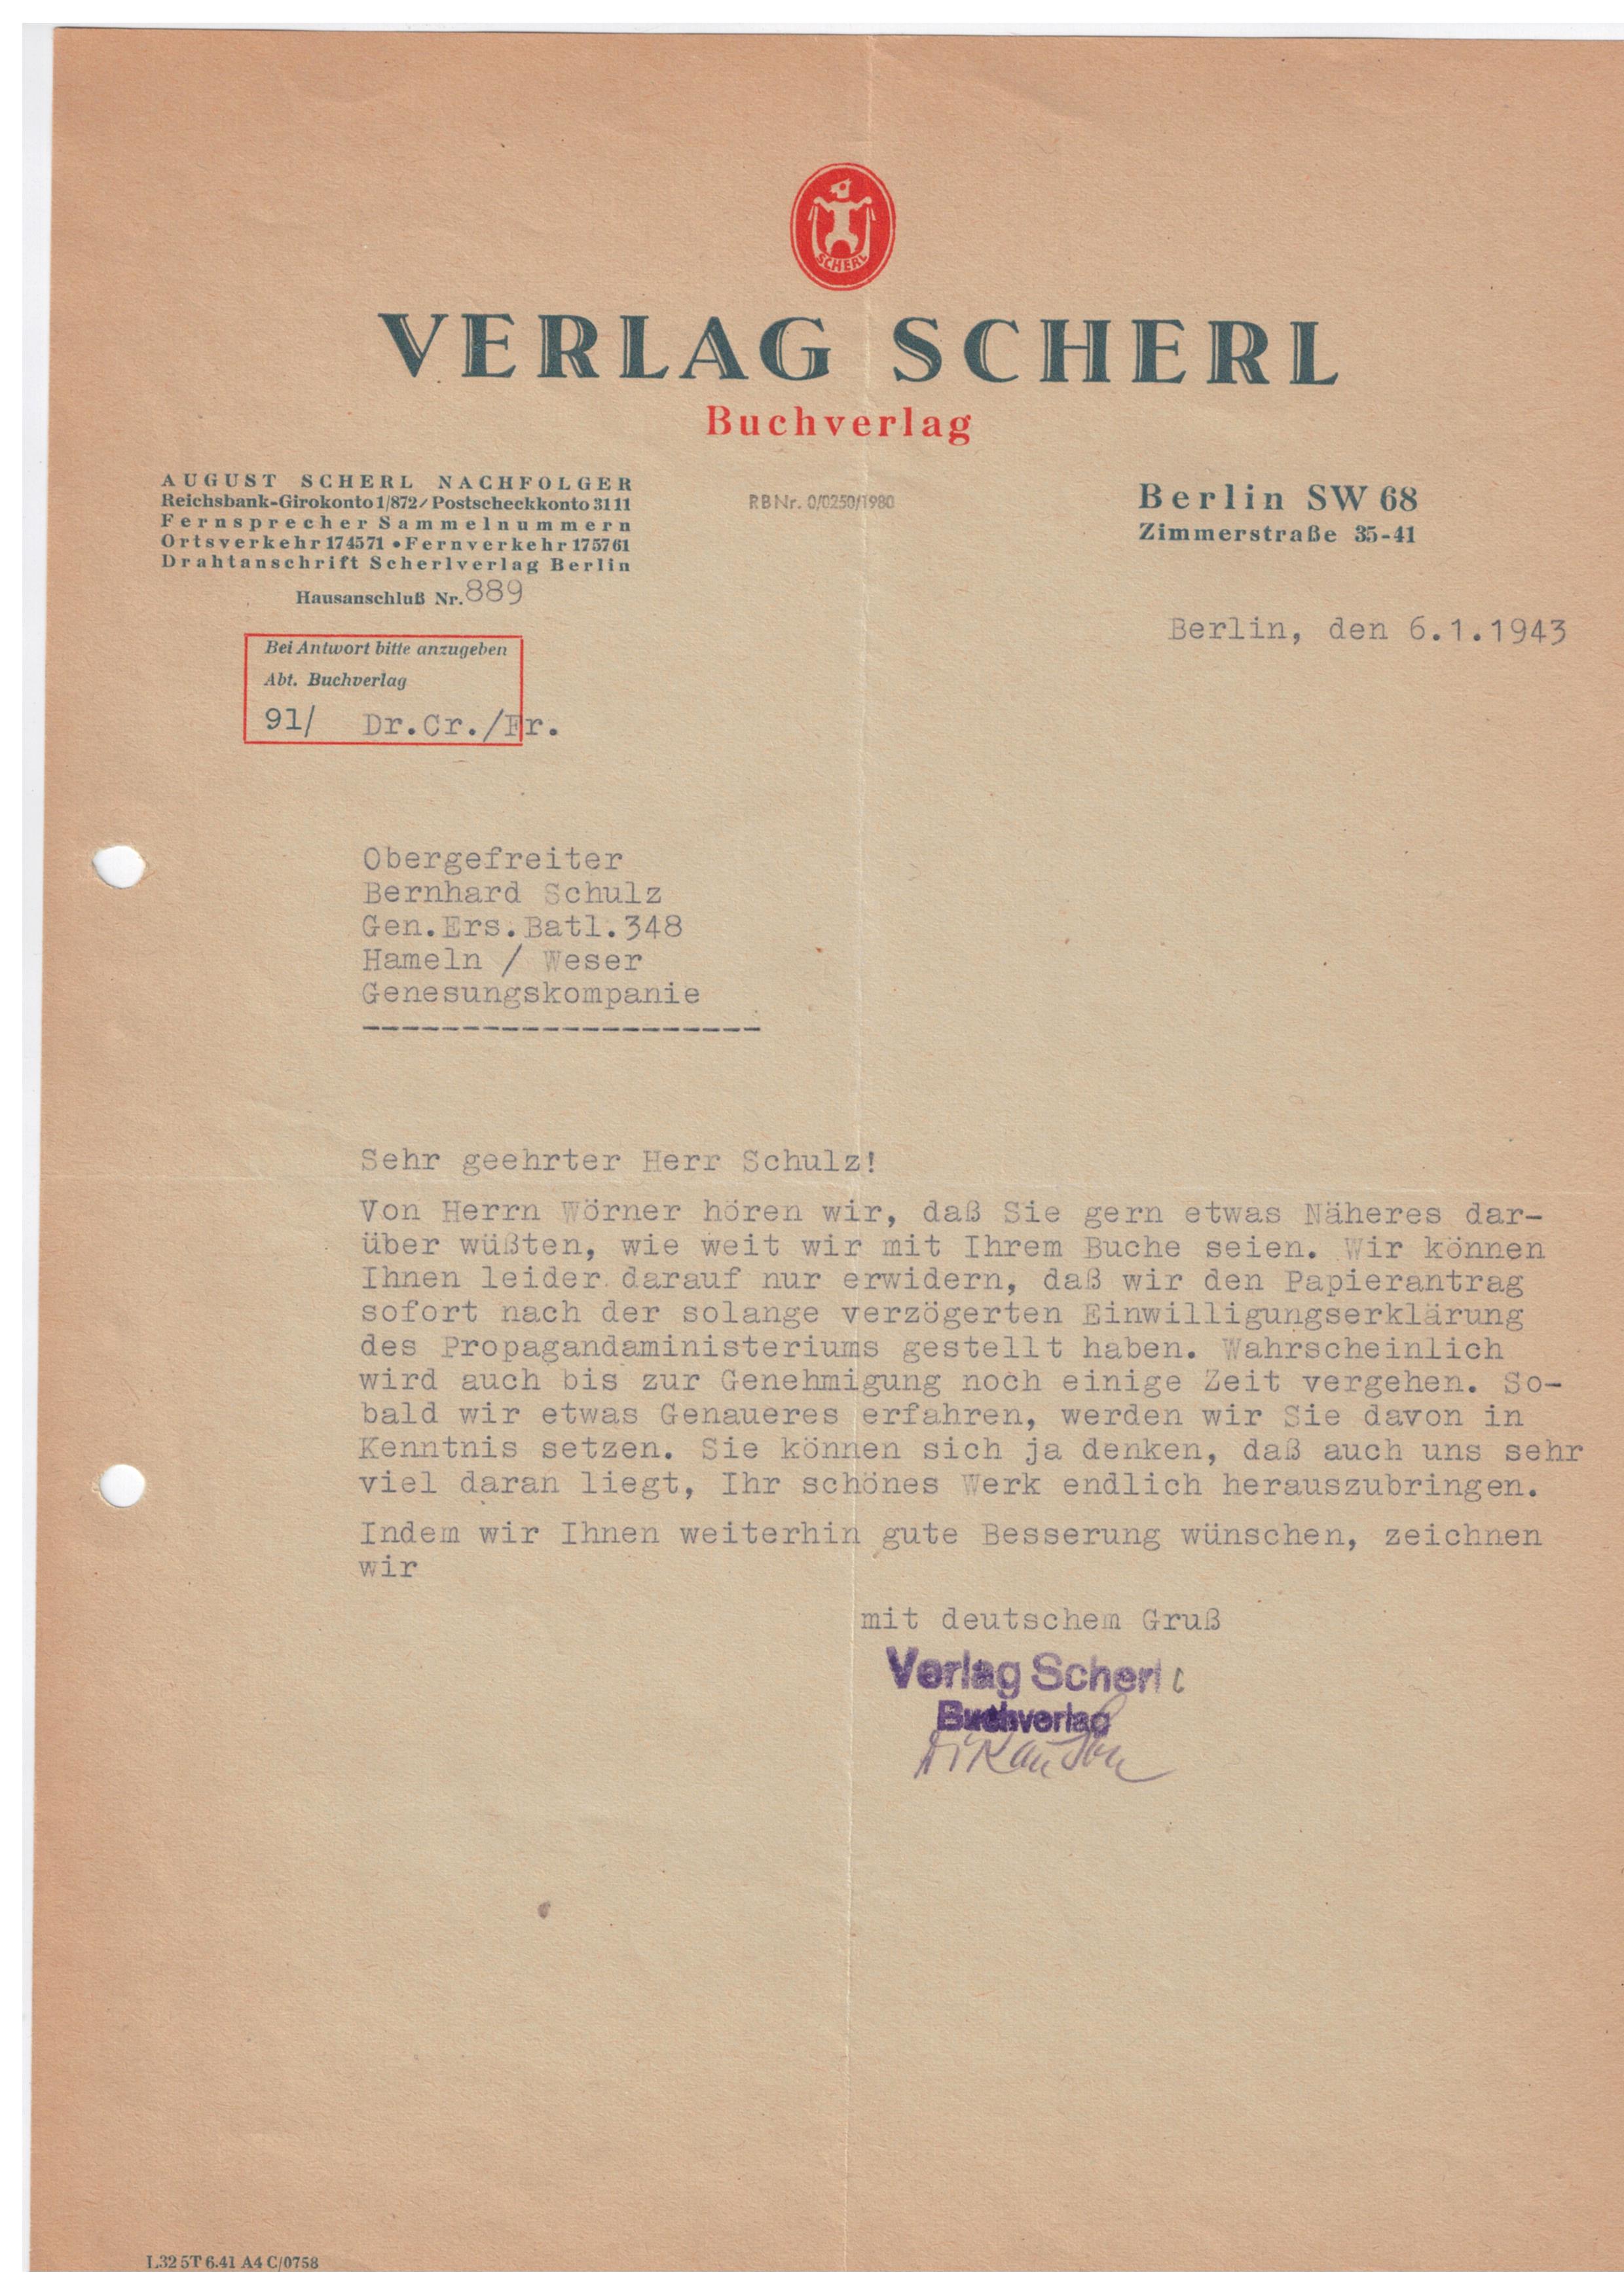 SCHERL
VERLAG SCHERL
Buchverlag
AUGUST SCHERL NACHFOLGER
Reichsbank-Girokonto 1/872 / Postscheckkonto 3111
Fernsprecher Sammelnummern
Ortsverkehr 174571 • Fernverkehr 175761
Drahtanschrift Scherlverlag Berlin
Hausanschluß Nr. 889
RBNr. 0/0250/1980
Berlin SW 68
Zimmerstraße 35-41
Berlin, den 6.1.1943
Bei Antwort bitte anzugeben
Abt. Buchverlag
91/ Dr.Cr./Fr.
Obergefreiter
Bernhard Schulz
Gen.Ers.Batl.348
Hameln / Weser
Genesungskompanie
Sehr geehrter Herr Schulz!
Von Herrn Wörner hören wir, daß Sie gern etwas Näheres dar-
über wüßten, wie weit wir mit Ihrem Buche seien. Wir können
Ihnen leider darauf nur erwidern, daß wir den Papierantrag
sofort nach der solange verzögerten Einwilligungserklärung
des Propagandaministeriums gestellt haben. Wahrscheinlich
wird auch bis zur Genehmigung noch einige Zeit vergehen. So-
bald wir etwas Genaueres erfahren, werden wir Sie davon in
Kenntnis setzen. Sie können sich ja denken, daß auch uns sehr
viel daran liegt, Ihr schönes Werk endlich herauszubringen.
Indem wir Ihnen weiterhin gute Besserung wünschen, zeichnen
wir
mit deutschem Gruß
Verlag Scherl
Buchverlag
L.32 5T 6.41 A4 C/0758